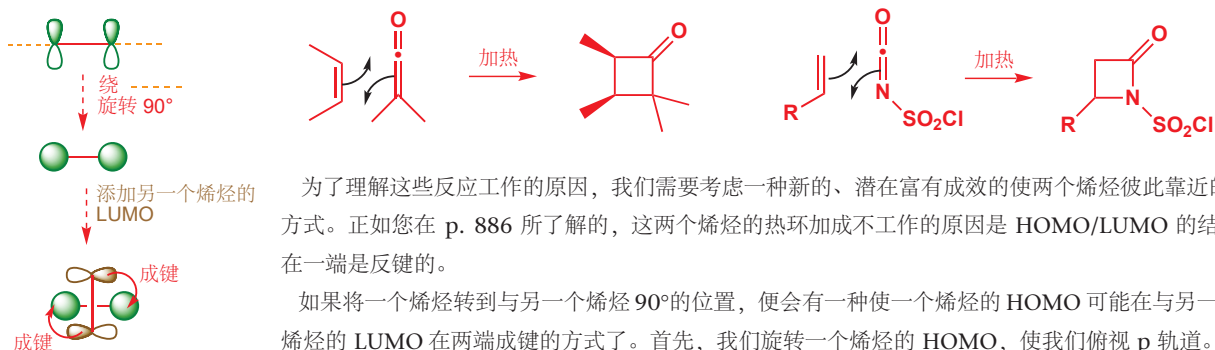 绕
旋转 90°
添加另一个烯烃的
LUMO
成键
成键
O
加热
O
O
N
R
SO₂Cl
加热
O
N
R
SO₂Cl
为了理解这些反应工作的原因，我们需要考虑一种新的、潜在富有成效的使两个烯烃彼此靠近的
方式。正如您在 p. 886 所了解的，这两个烯烃的热环加成不工作的原因是 HOMO/LUMO 的结
在一端是反键的。
如果将一个烯烃转到与另一个烯烃 90°的位置，便会有一种使一个烯烃的 HOMO 可能在与另一
烯烃的 LUMO 在两端成键的方式了。首先，我们旋转一个烯烃的 HOMO，使我们俯视 p 轨道。